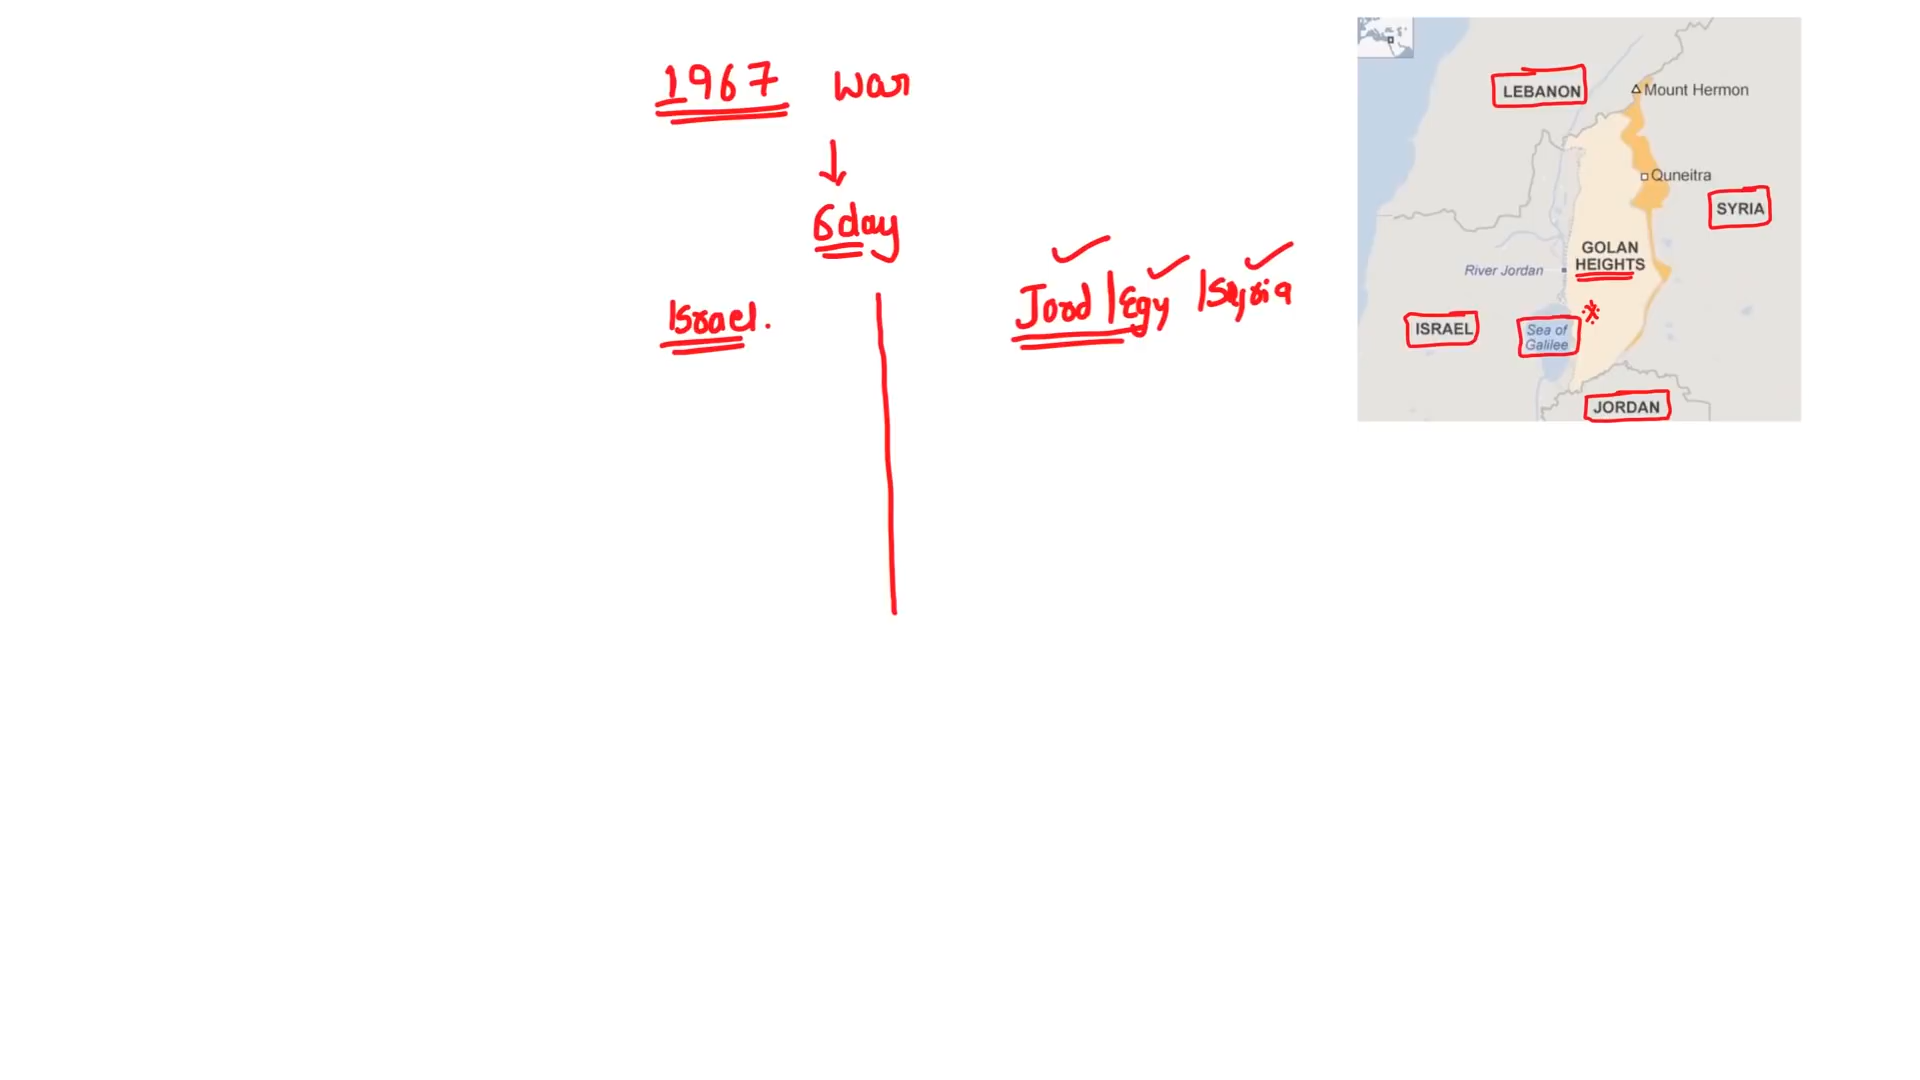 1967 war
6day
Israel.
Jord | Egy | Syria
LEBANON
Mount Hermon
Quneitra
SYRIA
GOLAN
HEIGHTS
River Jordan
ISRAEL
Sea of
Galilee
JORDAN